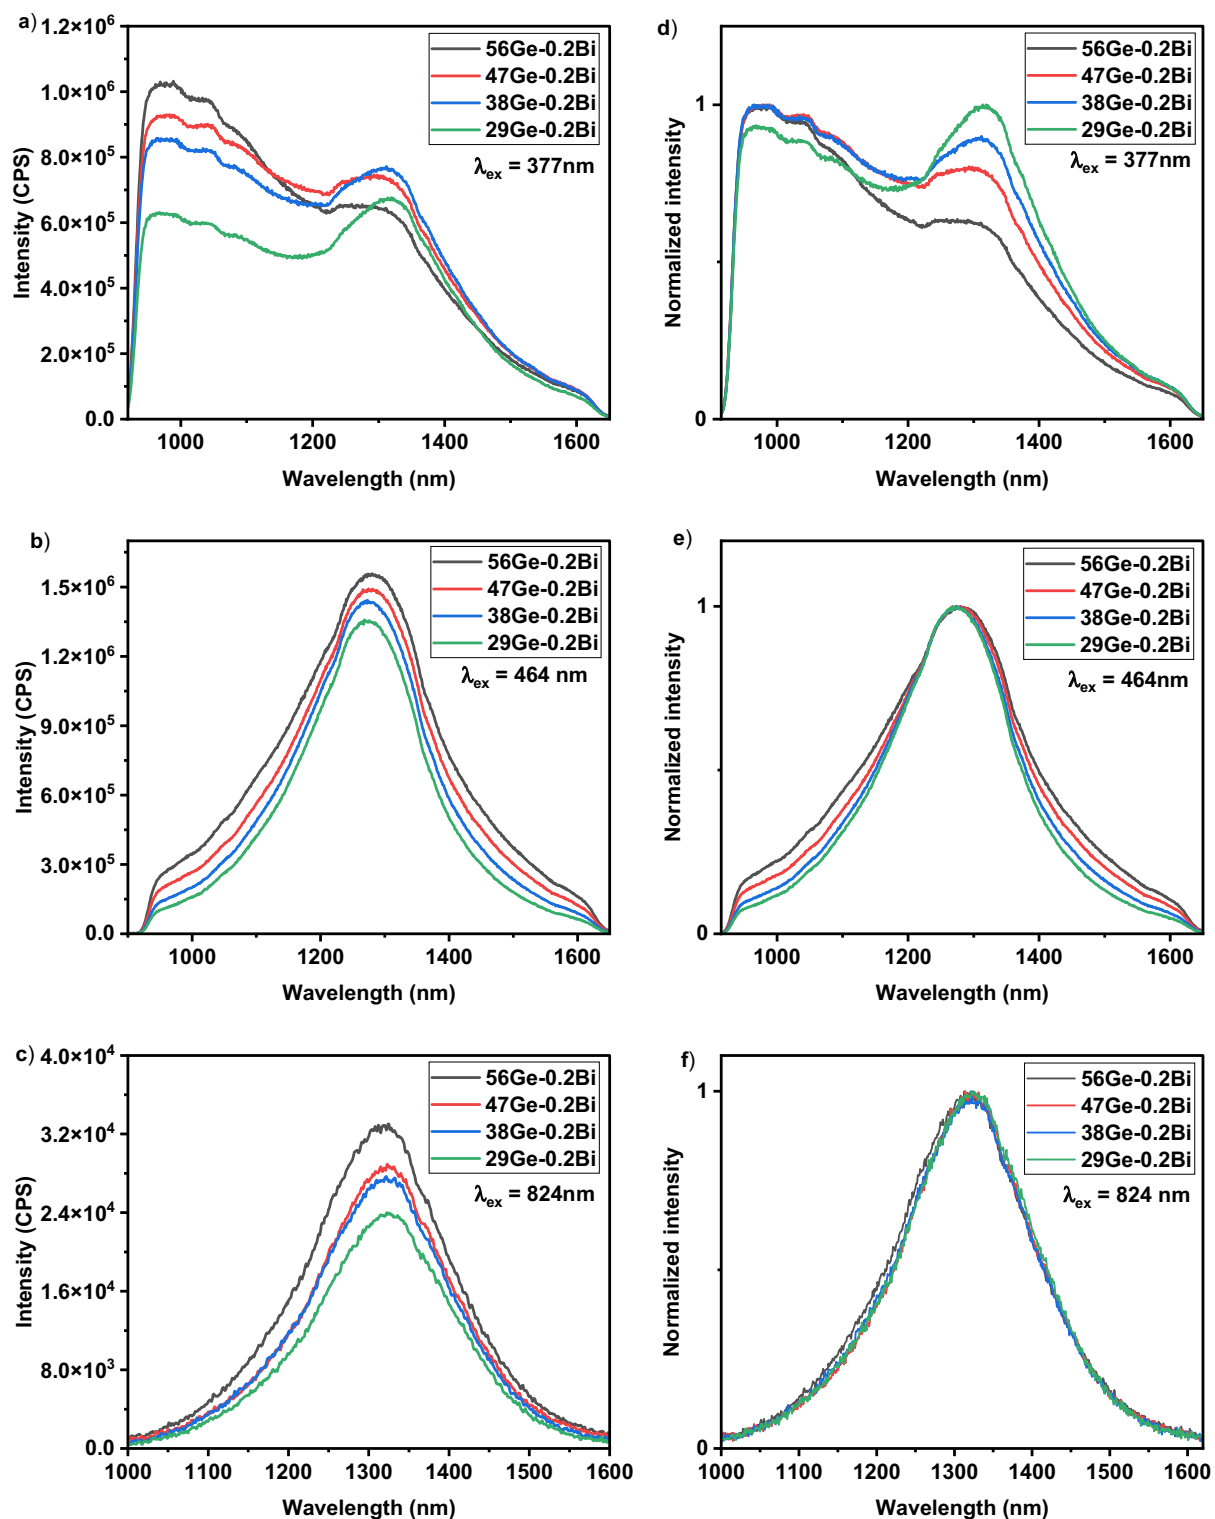 a)
1.2×10⁶
1.0×10⁶
8.0×10⁵
6.0×10⁵
4.0×10⁵
2.0×10⁵
0.0
Intensity (CPS)
56Ge-0.2Bi
47Ge-0.2Bi
38Ge-0.2Bi
29Ge-0.2Bi
λex = 377nm
1000 1200 1400 1600
Wavelength (nm)
d)
1
0
Normalized intensity
56Ge-0.2Bi
47Ge-0.2Bi
38Ge-0.2Bi
29Ge-0.2Bi
λex = 377nm
1000 1200 1400 1600
Wavelength (nm)
b)
1.5×10⁶
1.2×10⁶
9.0×10⁵
6.0×10⁵
3.0×10⁵
0.0
Intensity (CPS)
56Ge-0.2Bi
47Ge-0.2Bi
38Ge-0.2Bi
29Ge-0.2Bi
λex = 464 nm
1000 1200 1400 1600
Wavelength (nm)
e)
1
0
Normalized intensity
56Ge-0.2Bi
47Ge-0.2Bi
38Ge-0.2Bi
29Ge-0.2Bi
λex = 464nm
1000 1200 1400 1600
Wavelength (nm)
c)
4.0×10⁴
3.2×10⁴
2.4×10⁴
1.6×10⁴
8.0×10³
0.0
Intensity (CPS)
56Ge-0.2Bi
47Ge-0.2Bi
38Ge-0.2Bi
29Ge-0.2Bi
λex = 824nm
1000 1100 1200 1300 1400 1500 1600
Wavelength (nm)
f)
1
0
Normalized intensity
56Ge-0.2Bi
47Ge-0.2Bi
38Ge-0.2Bi
29Ge-0.2Bi
λex = 824 nm
1000 1100 1200 1300 1400 1500 1600
Wavelength (nm)